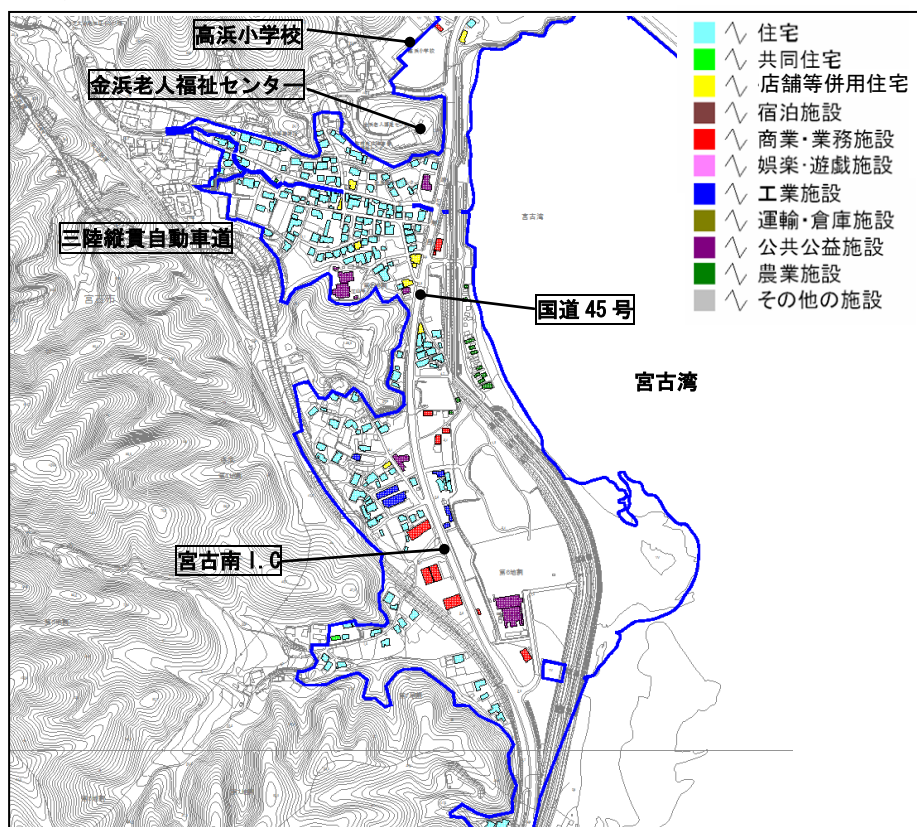 高浜小学校
金浜老人福祉センター
三陸縦貫自動車道
国道45号
宮古湾
宮古湾
宮古南I.C
住宅
共同住宅
店舗等併用住宅
宿泊施設
商業・業務施設
娯楽・遊戯施設
工業施設
運輸・倉庫施設
公共公益施設
農業施設
その他の施設